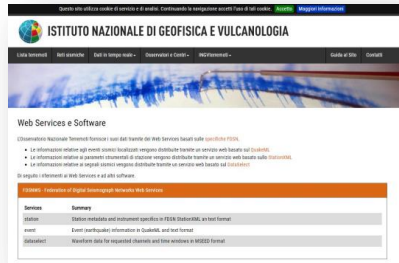 Questo sito utilizza cookie di servizio e di analisi. Continuando la navigazione accetti l'uso di tali cookie. Accetto Maggiori Informazioni
ISTITUTO NAZIONALE DI GEOFISICA E VULCANOLOGIA
Lista terremoti Reti sismiche Dati in tempo reale Osservatori e Centri INGVterremoti Guida al Sito Contatti
Web Services e Software
L'Osservatorio Nazionale Terremoti fornisce i suoi dati tramite dei Web Services basati sulle specifiche FDSN.
Le informazioni relative agli eventi sismici localizzati vengono distribuite tramite un servizio web basato sul QuakeML
Le informazioni relative ai parametri strumentali di stazione vengono distribuite tramite un servizio web basato sullo StationXML
Le informazioni relative ai segnali sismici vengono distribuite tramite un servizio web basato sul DataSelect
Di seguito i riferimenti ai Web Services e ad altri software.
FDSNWS - Federation of Digital Seismograph Networks Web Services
Services Summary
station Station metadata and instrument specifics in FDSN StationXML an text format
event Event (earthquake) information in QuakeML and text format
dataselect Waveform data for requested channels and time windows in MSEED format